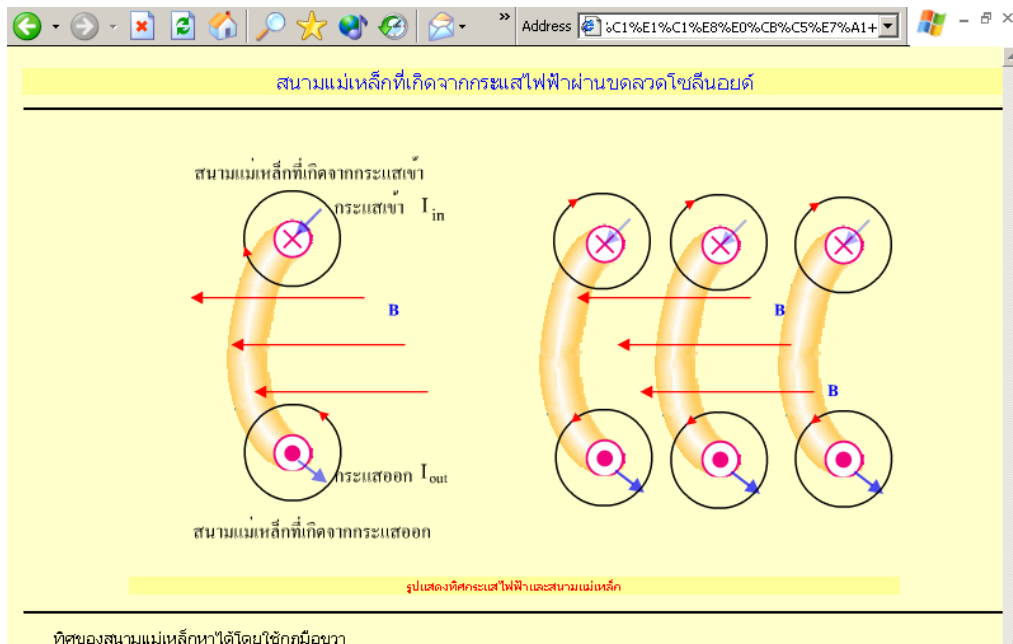 Address %C1%E1%C1%E8%E0%CB%C5%E7%A1+
สนามแม่เหล็กที่เกิดจากกระแสไฟฟ้าผ่านขดลวดโซลีนอยด์
สนามแม่เหล็กที่เกิดจากกระแสเข้า
กระแสเข้า I in
B
B
B
กระแสออก I out
สนามแม่เหล็กที่เกิดจากกระแสออก
รูปแสดงทิศกระแสไฟฟ้าและสนามแม่เหล็ก
ทิศของสนามแม่เหล็กหาได้โดยใช้กฎมือขวา